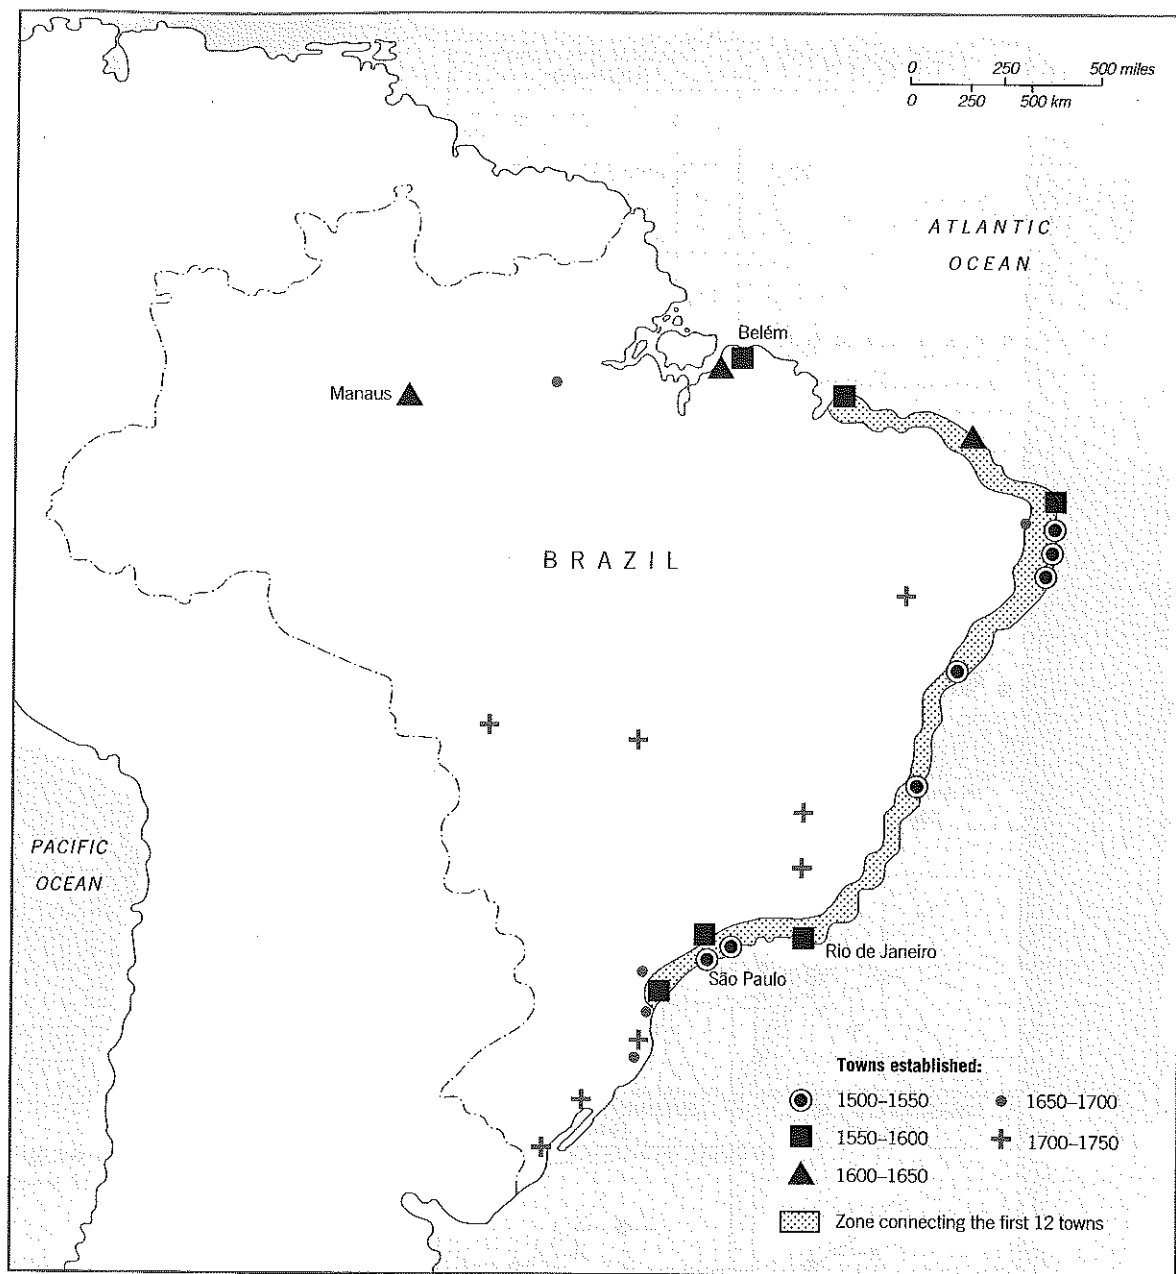 0 250 500 miles
0 250 500 km
ATLANTIC
OCEAN
Belém
Manaus
BRAZIL
PACIFIC
OCEAN
Rio de Janeiro
São Paulo
Towns established:
1500–1550
1650–1700
1550–1600
1700–1750
1600–1650
Zone connecting the first 12 towns